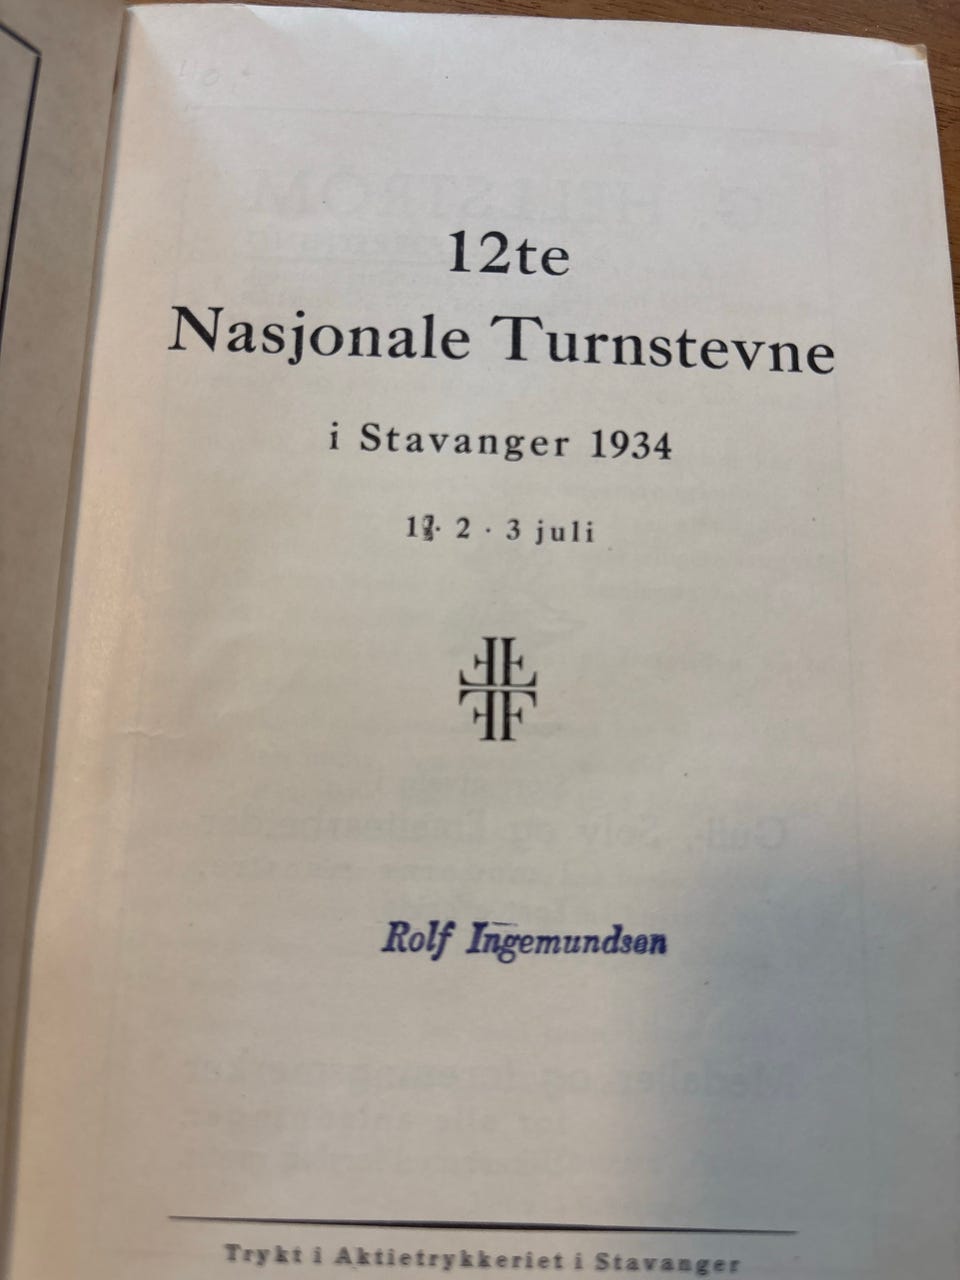 12te
Nasjonale Turnstevne
i Stavanger 1934
1 · 2 · 3 juli
Rolf Ingemundsen
Trykt i Aktietrykkeriet i Stavanger